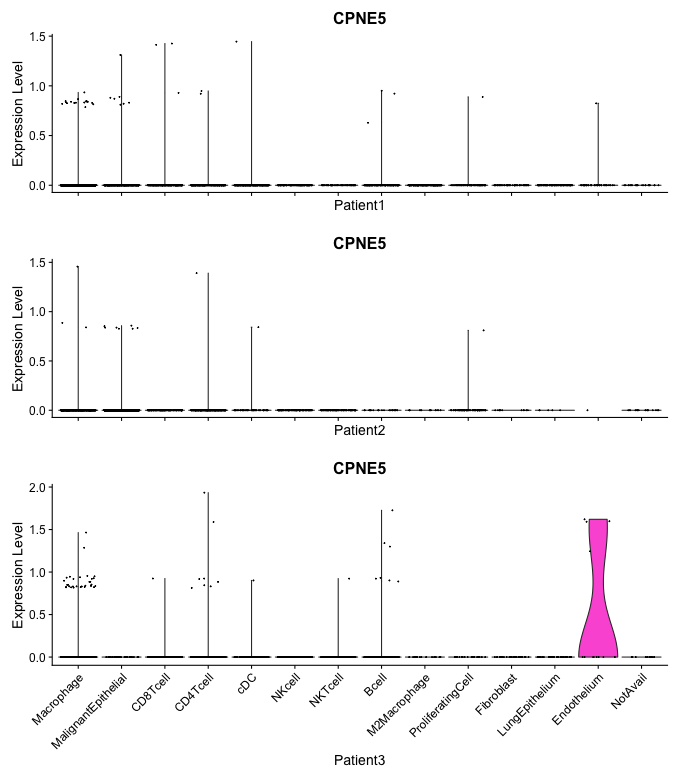 CPNE5
Expression Level
1.5
1.0
0.5
0.0
Patient1
CPNE5
Expression Level
1.5
1.0
0.5
0.0
Patient2
CPNE5
Expression Level
2.0
1.5
1.0
0.5
0.0
Macrophage
MalignantEpithelial
CD8Tcell
CD4Tcell
cDC
NKcell
NKTcell
Bcell
M2Macrophage
ProliferatingCell
Fibroblast
LungEpithelium
Endothelium
NotAvail
Patient3